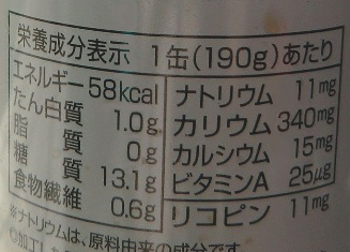 栄養成分表示 1缶(190g)あたり
エネルギー 58kcal
たん白質 1.0g
脂質 0g
糖質 13.1g
食物繊維 0.6g
ナトリウム 11mg
カリウム 340mg
カルシウム 15mg
ビタミンA 25μg
リコピン 11mg
※ナトリウムは、原料由来の成分です。